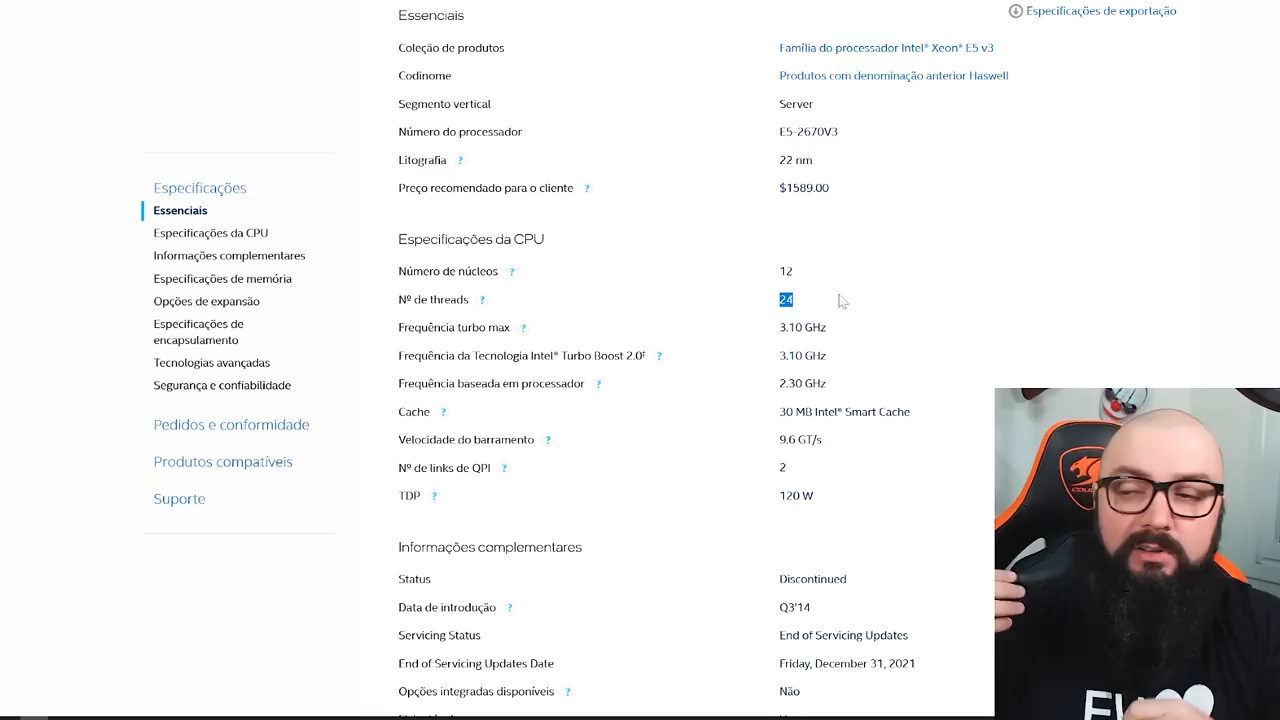 Essenciais
Especificações de exportação
Coleção de produtos
Família do processador Intel® Xeon® E5 v3
Codinome
Produtos com denominação anterior Haswell
Segmento vertical
Server
Número do processador
E5-2670V3
Litografia ?
22 nm
Preço recomendado para o cliente ?
$1589.00
Especificações
Essenciais
Especificações da CPU
Informações complementares
Especificações de memória
Opções de expansão
Especificações de
encapsulamento
Tecnologias avançadas
Segurança e confiabilidade
Pedidos e conformidade
Produtos compatíveis
Suporte
Especificações da CPU
Número de núcleos ?
12
Nº de threads ?
24
Frequência turbo max ?
3.10 GHz
Frequência da Tecnologia Intel® Turbo Boost 2.0‡ ?
3.10 GHz
Frequência baseada em processador ?
2.30 GHz
Cache ?
30 MB Intel® Smart Cache
Velocidade do barramento ?
9.6 GT/s
Nº de links de QPI ?
2
TDP ?
120 W
Informações complementares
Status
Discontinued
Data de introdução ?
Q3'14
Servicing Status
End of Servicing Updates
End of Servicing Updates Date
Friday, December 31, 2021
Opções integradas disponíveis ?
Não